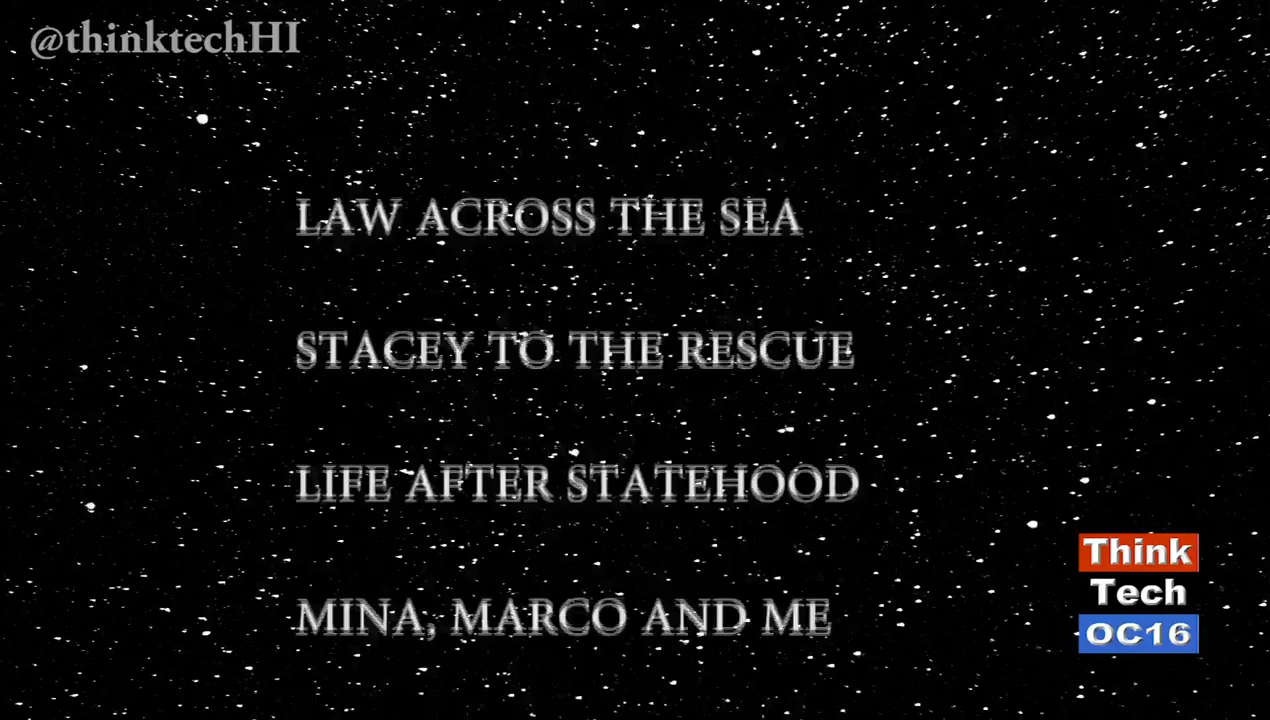 @thinktechHI
LAW ACROSS THE SEA
STACEY TO THE RESCUE
LIFE AFTER STATEHOOD
MINA, MARCO AND ME
Think
Tech
OC16